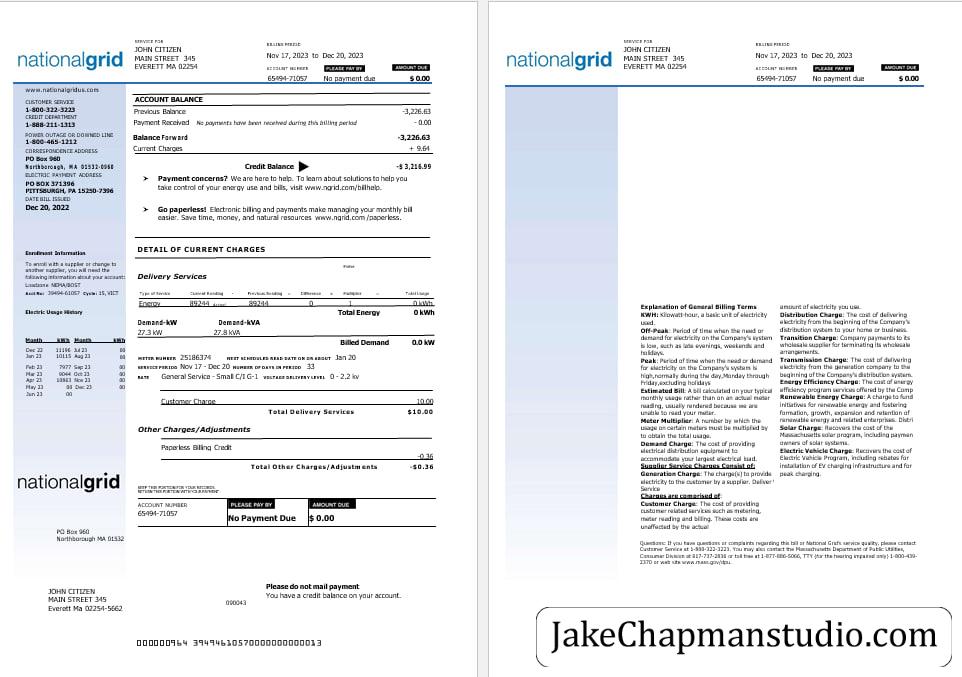 nationalgrid
SERVICE FOR
JOHN CITIZEN
MAIN STREET 345
EVERETT MA 02254
BILLING PERIOD
Nov 17, 2023 to Dec 20, 2023
ACCOUNT NUMBER PLEASE PAY BY AMOUNT DUE
65494-71057 No payment due $ 0.00
www.nationalgridus.com
CUSTOMER SERVICE
1-800-322-3223
CREDIT DEPARTMENT
1-888-211-1313
POWER OUTAGE OR DOWNED LINE
1-800-465-1212
CORRESPONDENCE ADDRESS
PO Box 960
Northborough, MA 01532-0960
ELECTRIC PAYMENT ADDRESS
PO BOX 371396
PITTSBURGH, PA 15250-7396
DATE BILL ISSUED
Dec 20, 2022
Enrollment Information
To enroll with a supplier or change to
another supplier, you will need the
following information about your account:
Loadzone NEMA/BOST
Acct No: 39494-61057 Cycle: 15, VICT
Electric Usage History
Month kWh Month kWh
Dec 22 11196 Jul 23 00
Jan 23 10115 Aug 23 00
Feb 23 7977 Sep 23 00
Mar 23 9044 Oct 23 00
Apr 23 10863 Nov 23 00
May 23 00 Dec 23 00
Jun 23 00
ACCOUNT BALANCE
Previous Balance -3,226.63
Payment Received No payments have been received during this billing period - 0.00
Balance Forward -3,226.63
Current Charges + 9.64
Credit Balance ▶ -$ 3,216.99
➢ Payment concerns? We are here to help. To learn about solutions to help you
take control of your energy use and bills, visit www.ngrid.com/billhelp.
➢ Go paperless! Electronic billing and payments make managing your monthly bill
easier. Save time, money, and natural resources www.ngrid.com /paperless.
DETAIL OF CURRENT CHARGES
Delivery Services
Type of Service Current Reading - Previous Reading = Difference x Multiplier = Total Usage
Energy 89244 Actual 89244 0 1 0 kWh
Total Energy 0 kWh
Demand-kW Demand-kVA
27.3 kW 27.8 kVA
Billed Demand 0.0 kW
METER NUMBER 25186374 NEXT SCHEDULED READ DATE ON OR ABOUT Jan 20
SERVICE PERIOD Nov 17 - Dec 20 NUMBER OF DAYS IN PERIOD 33
RATE General Service - Small C/I G-1 VOLTAGE DELIVERY LEVEL 0 - 2,2 kv
Customer Charge 10.00
Total Delivery Services $10.00
Other Charges/Adjustments
Paperless Billing Credit
-0.36
Total Other Charges/Adjustments -$0.36
KEEP THIS PORTION FOR YOUR RECORDS.
RETURN THIS PORTION WITH YOUR PAYMENT.
nationalgrid
ACCOUNT NUMBER PLEASE PAY BY AMOUNT DUE
65494-71057
No Payment Due $ 0.00
PO Box 960
Northborough MA 01532
JOHN CITIZEN
MAIN STREET 345
Everett Ma 02254-5662
090043
Please do not mail payment
You have a credit balance on your account.
000000964 3949461057000000000013
nationalgrid
SERVICE FOR
JOHN CITIZEN
MAIN STREET 345
EVERETT MA 02254
BILLING PERIOD
Nov 17, 2023 to Dec 20, 2023
ACCOUNT NUMBER PLEASE PAY BY AMOUNT DUE
65494-71057 No payment due $ 0.00
Explanation of General Billing Terms
KWH: Kilowatt-hour, a basic unit of electricity
used.
Off-Peak: Period of time when the need or
demand for electricity on the Company's system
is low, such as late evenings, weekends and
holidays.
Peak: Period of time when the need or demand
for electricity on the Company's system is
high,normally during the day,Monday through
Friday,excluding holidays
Estimated Bill: A bill calculated on your typical
monthly usage rather than on an actual meter
reading, usually rendered because we are
unable to read your meter.
Meter Multiplier: A number by which the
usage on certain meters must be multiplied by
to obtain the total usage.
Demand Charge: The cost of providing
electrical distribution equipment to
accommodate your largest electrical load.
Supplier Service Charges Consist of:
Generation Charge: The charge(s) to provide
electricity to the customer by a supplier. Deliver
Service
Charges are comprised of:
Customer Charge: The cost of providing
customer related services such as metering,
meter reading and billing. These costs are
unaffected by the actual
amount of electricity you use.
Distribution Charge: The cost of delivering
electricity from the beginning of the Company's
distribution system to your home or business.
Transition Charge: Company payments to its
wholesale supplier for terminating its wholesale
arrangements.
Transmission Charge: The cost of delivering
electricity from the generation company to the
beginning of the Company's distribution system.
Energy Efficiency Charge: The cost of energy
efficiency program services offered by the Comp
Renewable Energy Charge: A charge to fund
initiatives for renewable energy and fostering
formation, growth, expansion and retention of
renewable energy and related enterprises. Distri
Solar Charge: Recovers the cost of the
Massachusetts solar program, including paymen
to owners of solar systems.
Electric Vehicle Charge: Recovers the cost of
Electric Vehicle Program, including rebates for
installation of EV charging infrastructure and for
peak charging.
Questions: If you have questions or complaints regarding this bill or National Grid's service quality, please contact
Customer Service at 1-800-322-3223. You may also contact the Massachusetts Department of Public Utilities,
Consumer Division at 617-737-2836 or toll free at 1-877-886-5066, TTY (for the hearing impaired only) 1-800-439-
2370 or web site www.mass.gov/dpu.
JakeChapmanstudio.com